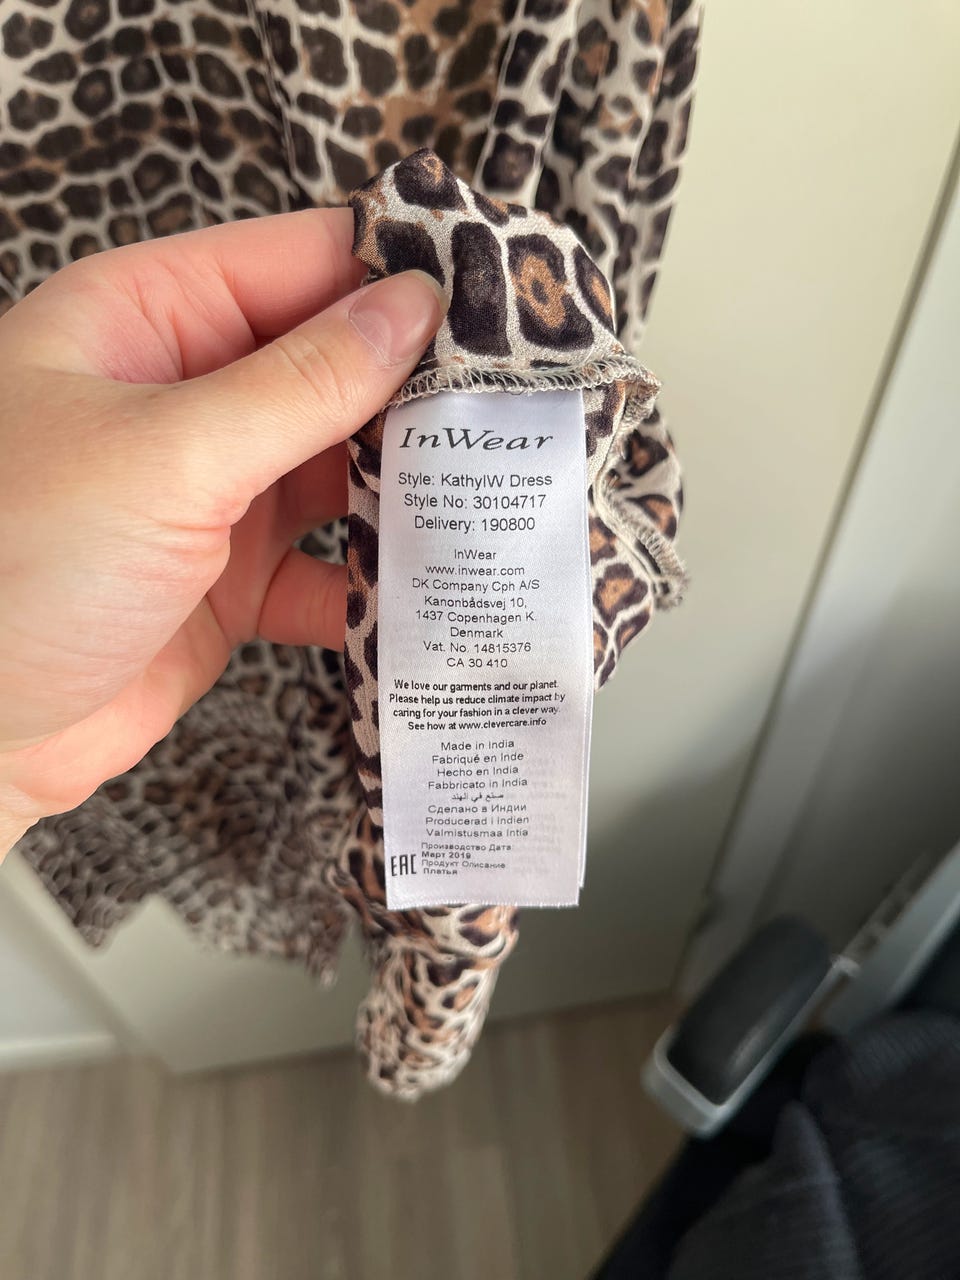 InWear
Style: KathyIW Dress
Style No: 30104717
Delivery: 190800
InWear
www.inwear.com
DK Company Cph A/S
Kanonbådsvej 10,
1437 Copenhagen K.
Denmark
Vat. No. 14815376
CA 30 410
We love our garments and our planet.
Please help us reduce climate impact by
caring for your fashion in a clever way.
See how at www.clevercare.info
Made in India
Fabriqué en Inde
Hecho en India
Fabbricato in India
صنع في الهند
Сделано в Индии
Producerad i Indien
Valmistusmaa Intia
Производство Дата:
Март 2019
EAC Продукт Описание:
Платья